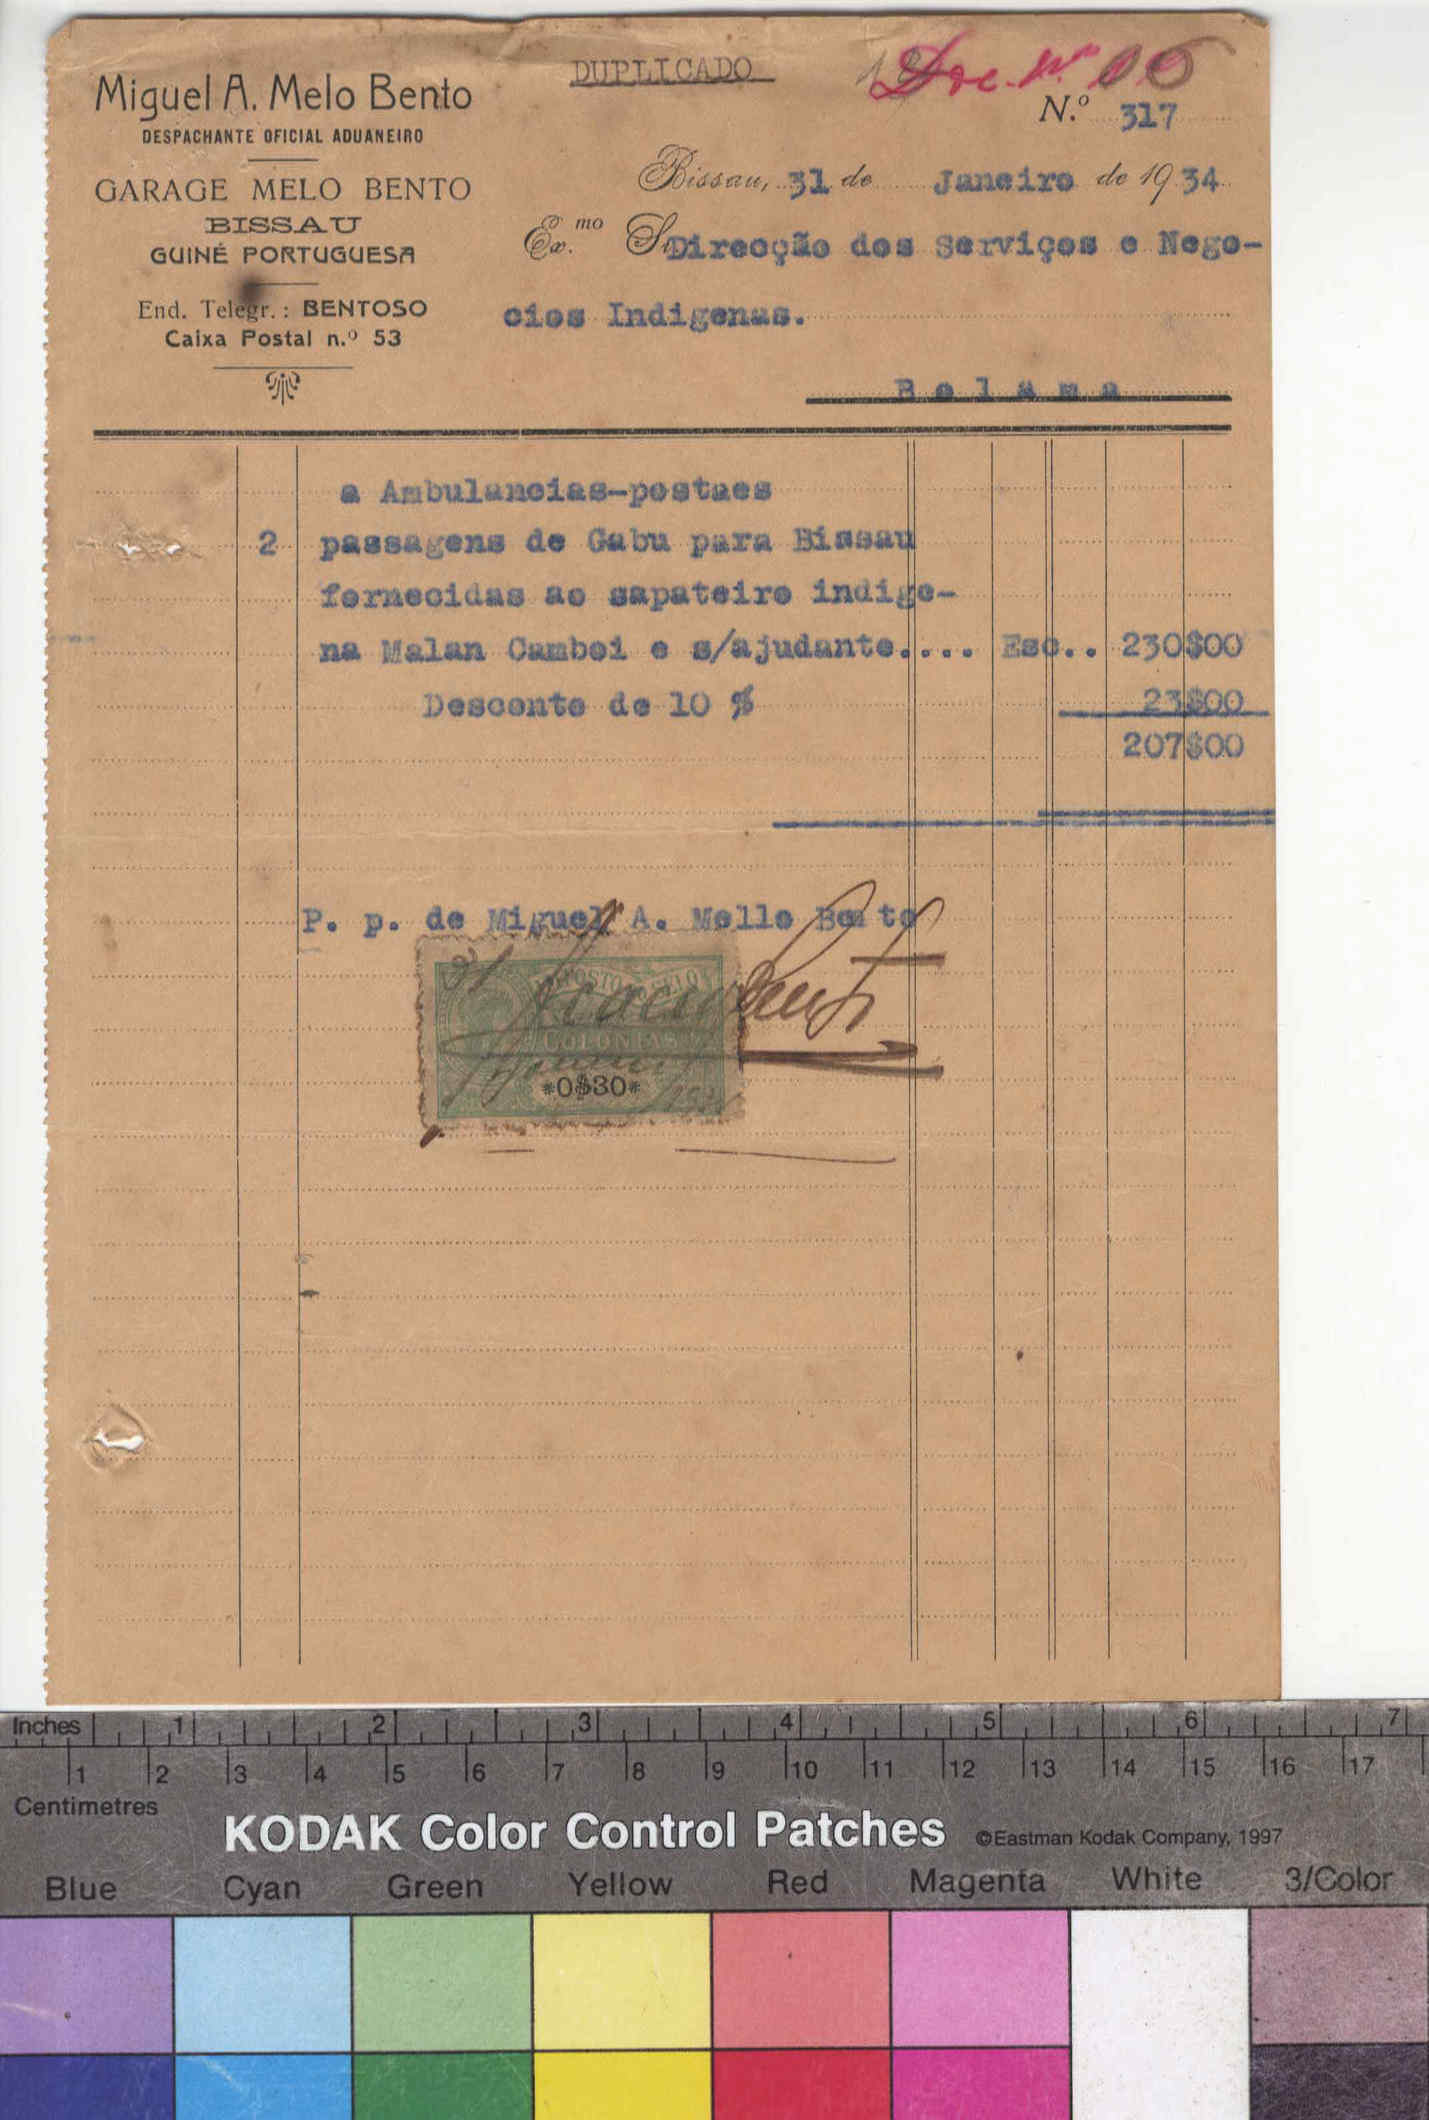 DUPLICADO
Doc. nº 06
Miguel A. Melo Bento
DESPACHANTE OFICIAL ADUANEIRO
GARAGE MELO BENTO
BISSAU
GUINÉ PORTUGUESA
End. Telegr.: BENTOSO
Caixa Postal n.º 53
N.º 317
Bissau, 31 de Janeiro de 1934
Ex.mo Sr. Direcção dos Serviços e Nego-
cios Indigenas.
Bolama
a Ambulancias-postaes
2 passagens de Gabu para Bissau
fornecidas ao sapateiro indige-
na Malan Camboi e s/ajudante.... Esc.. 230$00
Desconto de 10 % 23$00
207$00
P. p. de Miguel A. Mello Bento
31
IMPOSTO DO SELO
COLONIAS
*0$30*
Inches 1 2 3 4 5 6 7
1 2 3 4 5 6 7 8 9 10 11 12 13 14 15 16 17
Centimetres
KODAK Color Control Patches ©Eastman Kodak Company, 1997
Blue Cyan Green Yellow Red Magenta White 3/Color